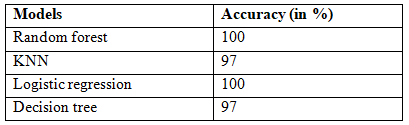 Models Accuracy (in %)
Random forest 100
KNN 97
Logistic regression 100
Decision tree 97